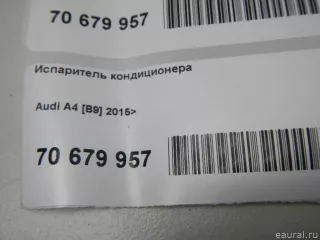 70 679 957
Испаритель кондиционера
Audi A4 [B9] 2015>
70 679 957
eaural.ru